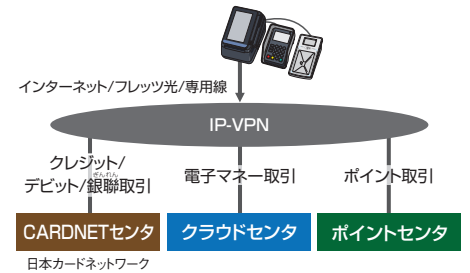 インターネット/フレッツ光/専用線
IP-VPN
クレジット/
デビット/銀聯取引
ぎんれん
電子マネー取引
ポイント取引
CARDNETセンタ
クラウドセンタ
ポイントセンタ
日本カードネットワーク